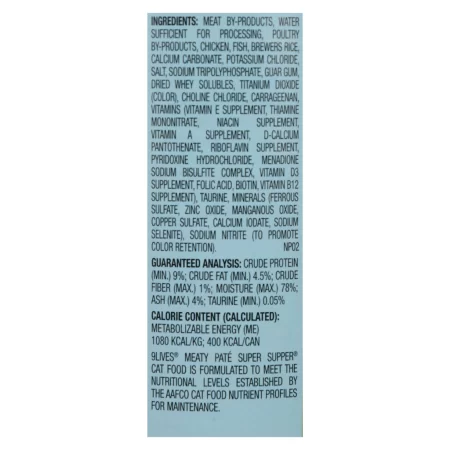 INGREDIENTS: MEAT BY-PRODUCTS, WATER
SUFFICIENT FOR PROCESSING, POULTRY
BY-PRODUCTS, CHICKEN, FISH, BREWERS RICE,
CALCIUM CARBONATE, POTASSIUM CHLORIDE,
SALT, SODIUM TRIPOLYPHOSPHATE, GUAR GUM,
DRIED WHEY SOLUBLES, TITANIUM DIOXIDE
(COLOR), CHOLINE CHLORIDE, CARRAGEENAN,
VITAMINS (VITAMIN E SUPPLEMENT, THIAMINE
MONONITRATE, NIACIN SUPPLEMENT,
VITAMIN A SUPPLEMENT, D-CALCIUM
PANTOTHENATE, RIBOFLAVIN SUPPLEMENT,
PYRIDOXINE HYDROCHLORIDE, MENADIONE
SODIUM BISULFITE COMPLEX, VITAMIN D3
SUPPLEMENT, FOLIC ACID, BIOTIN, VITAMIN B12
SUPPLEMENT), TAURINE, MINERALS (FERROUS
SULFATE, ZINC OXIDE, MANGANOUS OXIDE,
COPPER SULFATE, CALCIUM IODATE, SODIUM
SELENITE), SODIUM NITRITE (TO PROMOTE
COLOR RETENTION). NP02
GUARANTEED ANALYSIS: CRUDE PROTEIN
(MIN.) 9%; CRUDE FAT (MIN.) 4.5%; CRUDE
FIBER (MAX.) 1%; MOISTURE (MAX.) 78%;
ASH (MAX.) 4%; TAURINE (MIN.) 0.05%
CALORIE CONTENT (CALCULATED):
METABOLIZABLE ENERGY (ME)
1080 KCAL/KG; 400 KCAL/CAN
9LIVES® MEATY PATÉ SUPER SUPPER®
CAT FOOD IS FORMULATED TO MEET THE
NUTRITIONAL LEVELS ESTABLISHED BY
THE AAFCO CAT FOOD NUTRIENT PROFILES
FOR MAINTENANCE.